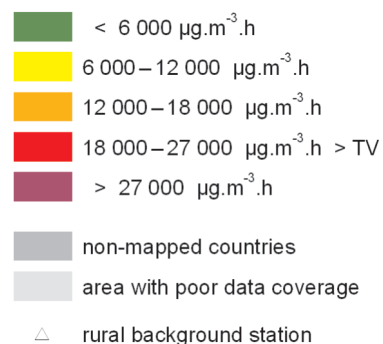 < 6 000 µg.m⁻³.h
6 000 – 12 000 µg.m⁻³.h
12 000 – 18 000 µg.m⁻³.h
18 000 – 27 000 µg.m⁻³.h > TV
> 27 000 µg.m⁻³.h
non-mapped countries
area with poor data coverage
rural background station